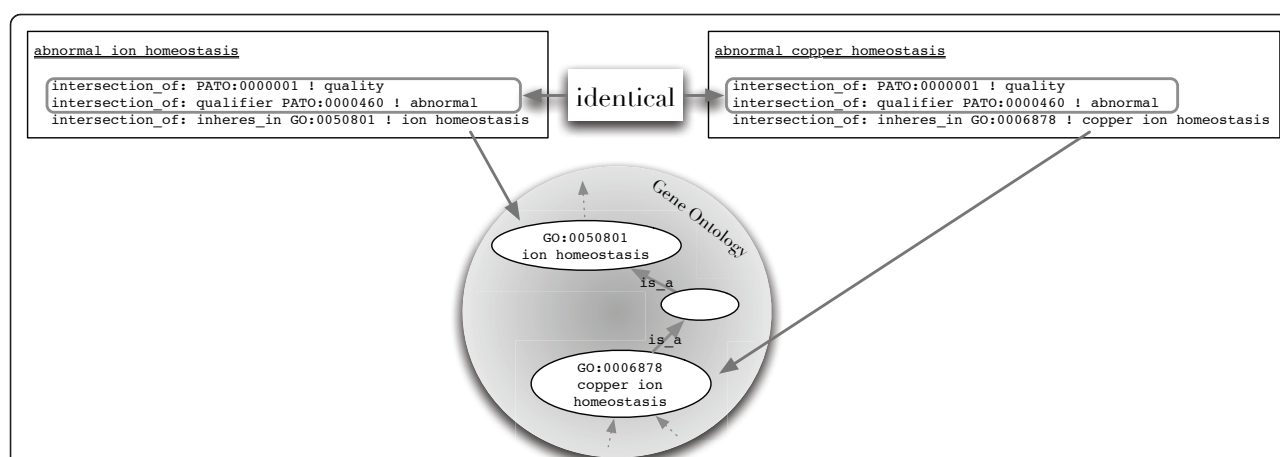 abnormal ion homeostasis
intersection_of: PATO:0000001 ! quality
intersection_of: qualifier PATO:0000460 ! abnormal
intersection_of: inheres_in GO:0050801 ! ion homeostasis
identical
abnormal copper homeostasis
intersection_of: PATO:0000001 ! quality
intersection_of: qualifier PATO:0000460 ! abnormal
intersection_of: inheres_in GO:0006878 ! copper ion homeostasis
Gene Ontology
GO:0050801
ion homeostasis
is_a
is_a
GO:0006878
copper ion
homeostasis